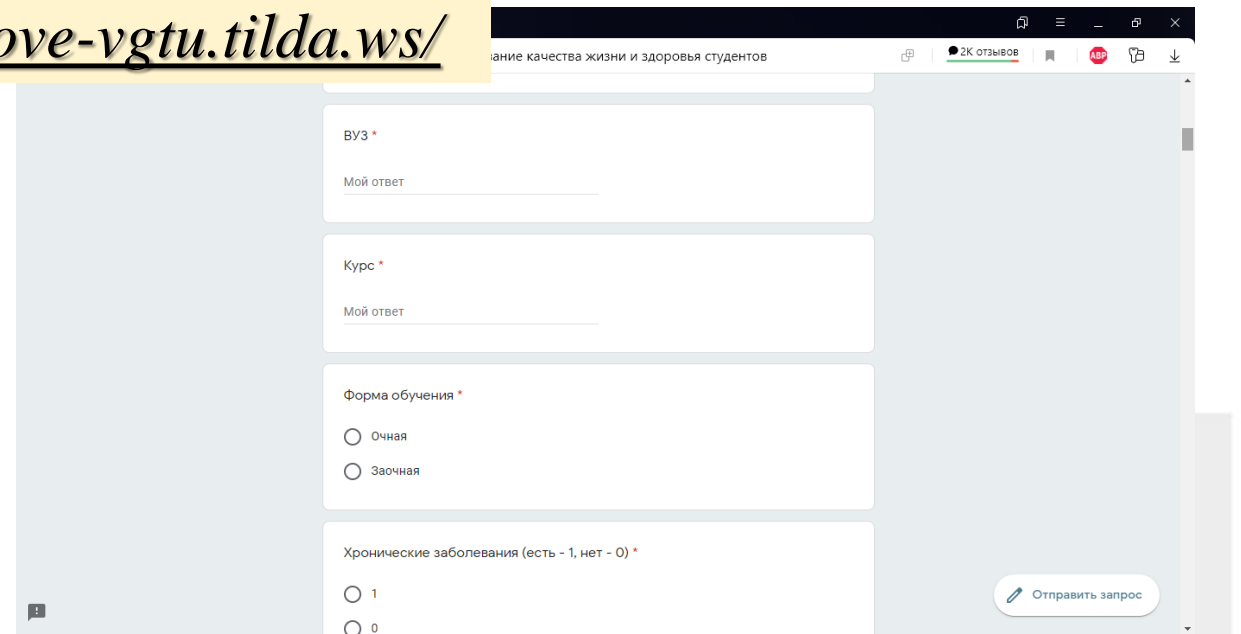 ove-vgtu.tilda.ws/
ание качества жизни и здоровья студентов
2К отзывов
ABP
ВУЗ *
Мой ответ
Курс *
Мой ответ
Форма обучения *
Очная
Заочная
Хронические заболевания (есть - 1, нет - 0) *
1
0
Отправить запрос